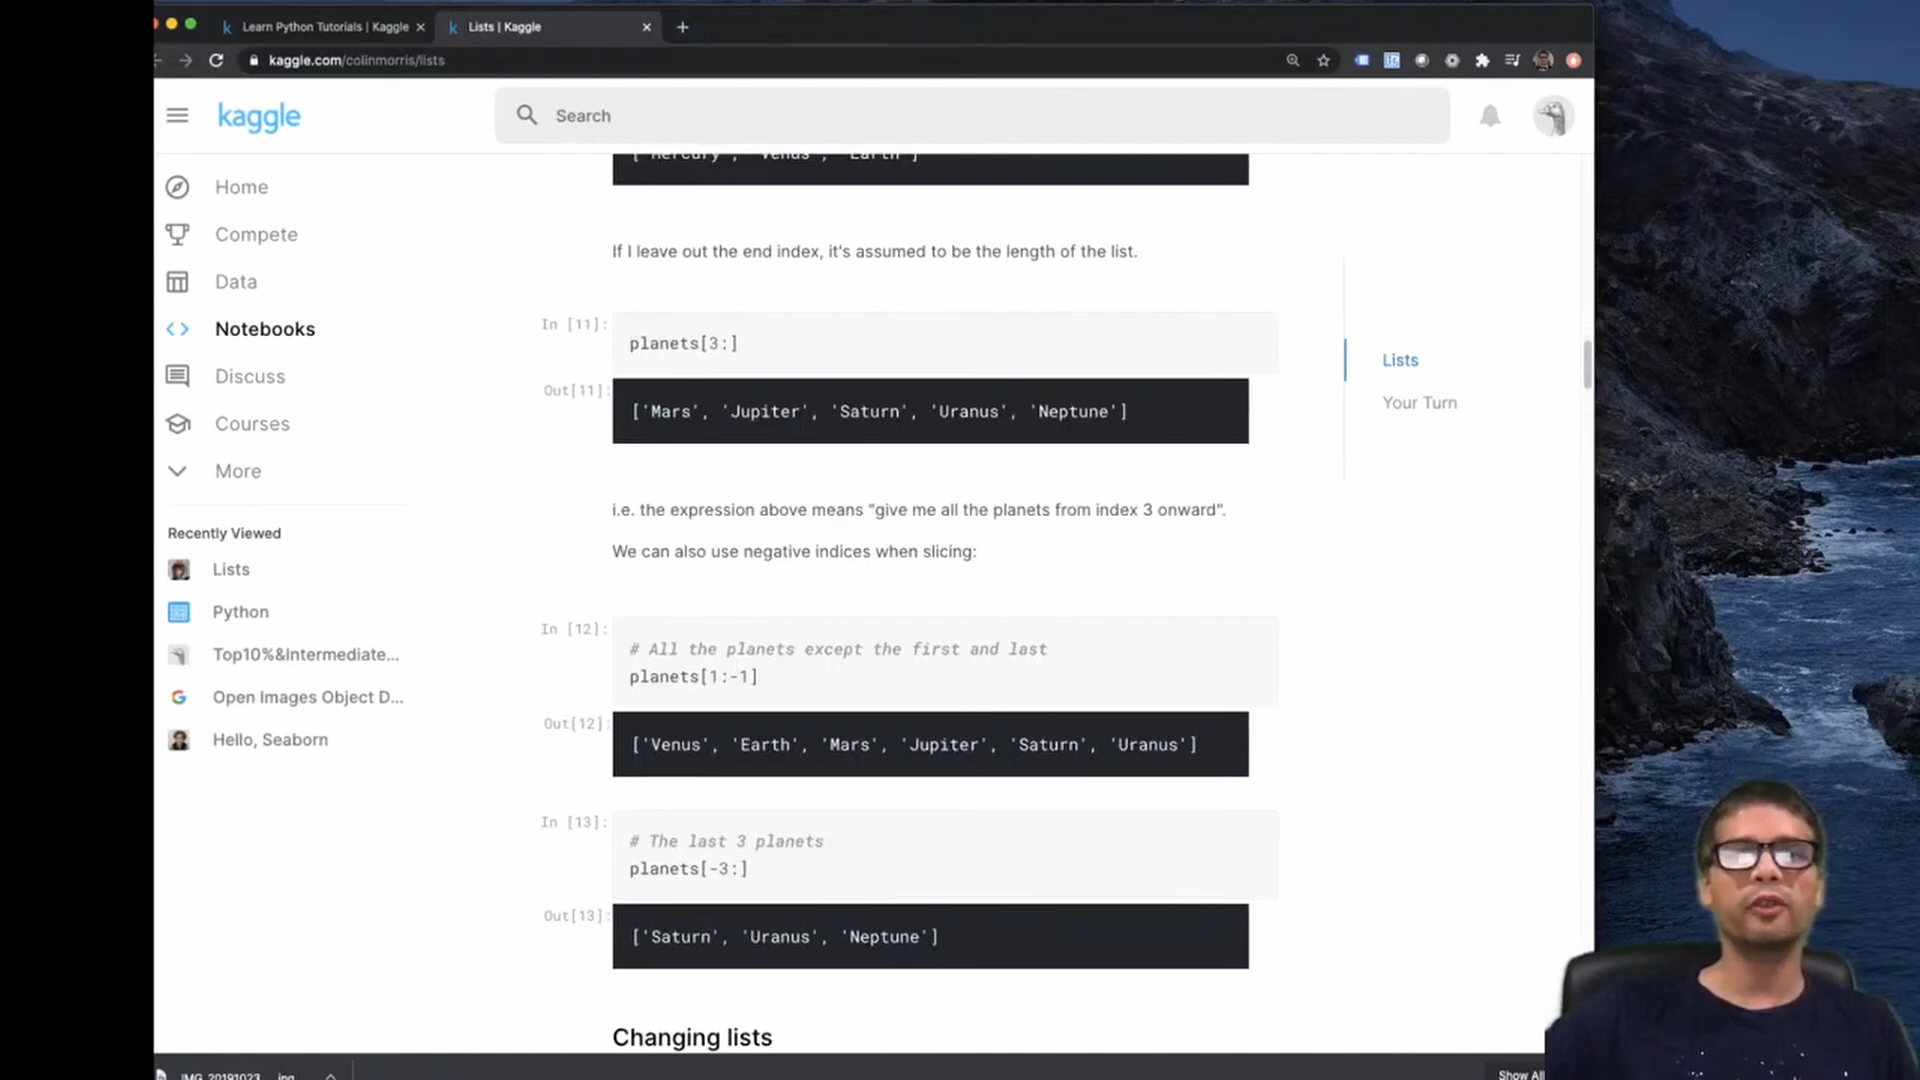 Learn Python Tutorials | Kaggle
Lists | Kaggle
kaggle.com/colinmorris/lists
kaggle
Search
Home
Compete
Data
Notebooks
Discuss
Courses
More
Recently Viewed
Lists
Python
Top10%&Intermediate...
Open Images Object D...
Hello, Seaborn
['Mercury', 'Venus', 'Earth']
If I leave out the end index, it's assumed to be the length of the list.
In [11]:
planets[3:]
Out[11]:
['Mars', 'Jupiter', 'Saturn', 'Uranus', 'Neptune']
i.e. the expression above means "give me all the planets from index 3 onward".
We can also use negative indices when slicing:
In [12]:
# All the planets except the first and last
planets[1:-1]
Out[12]:
['Venus', 'Earth', 'Mars', 'Jupiter', 'Saturn', 'Uranus']
In [13]:
# The last 3 planets
planets[-3:]
Out[13]:
['Saturn', 'Uranus', 'Neptune']
Changing lists
Lists
Your Turn
IMG_20191023....jpg
Show All